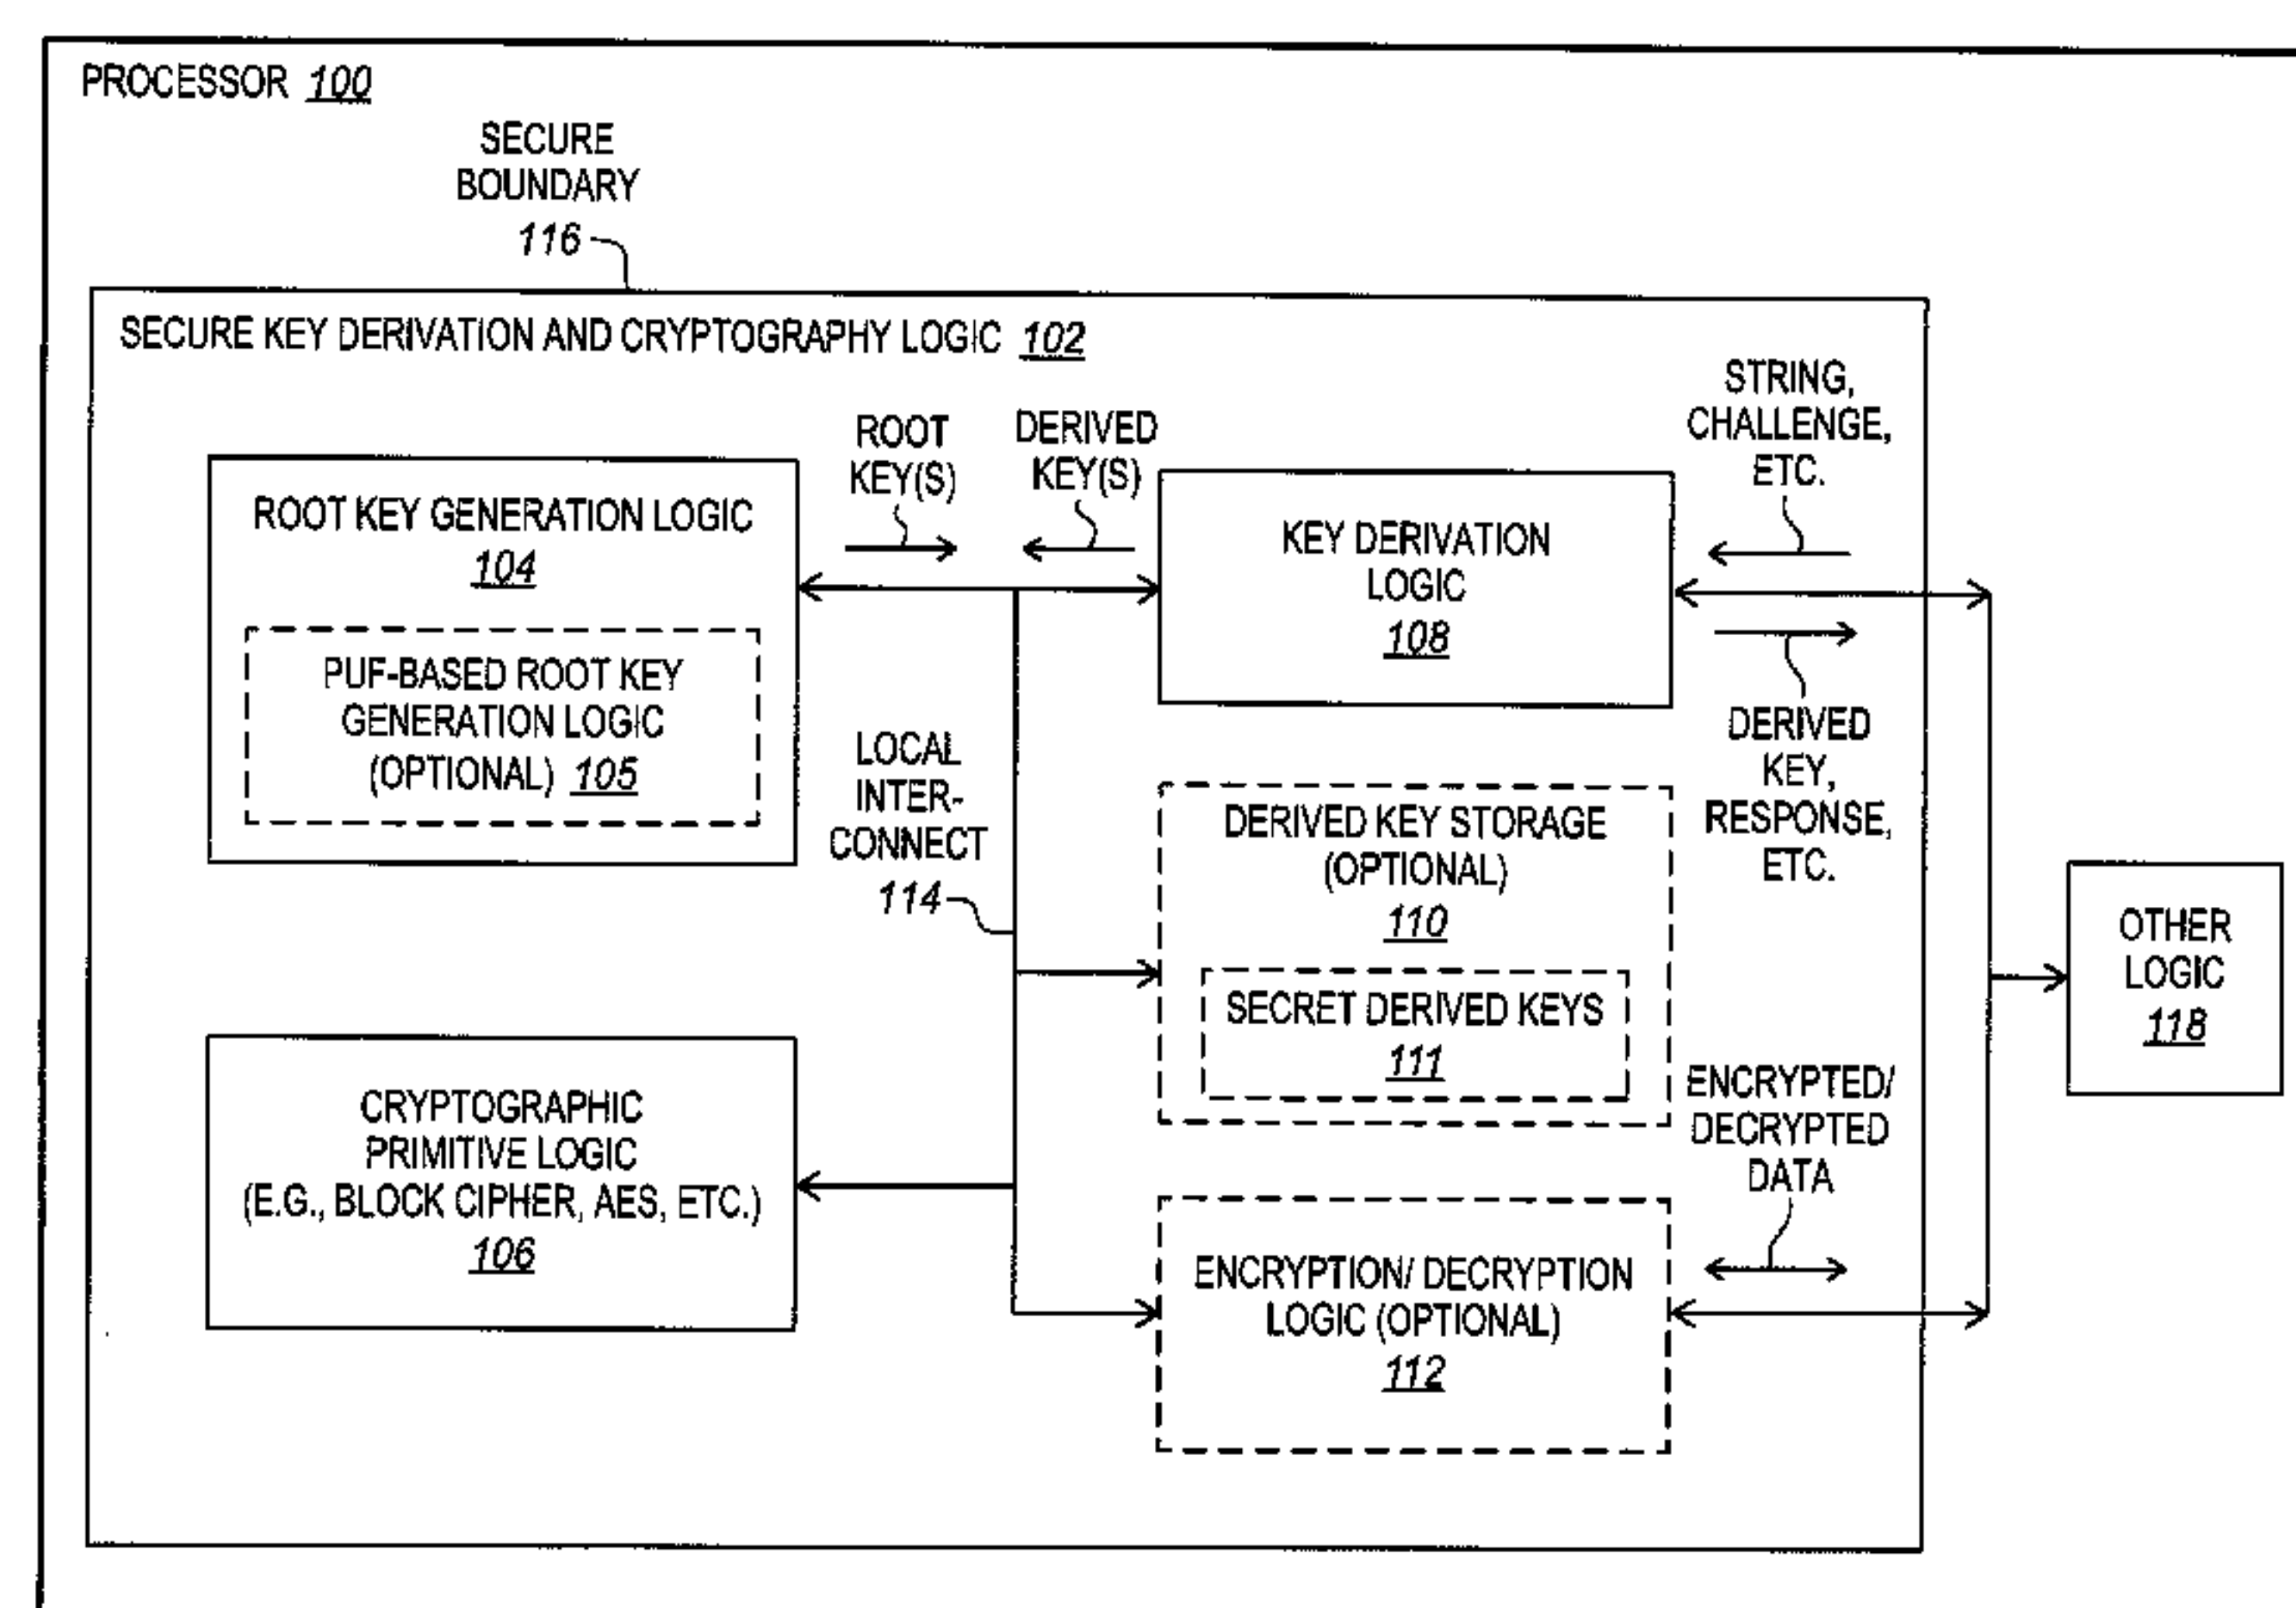 PROCESSOR 100
SECURE
BOUNDARY
116
SECURE KEY DERIVATION AND CRYPTOGRAPHY LOGIC 102
ROOT KEY GENERATION LOGIC
104
PUF-BASED ROOT KEY
GENERATION LOGIC
(OPTIONAL) 105
ROOT
KEY(S)
DERIVED
KEY(S)
KEY DERIVATION
LOGIC
108
STRING,
CHALLENGE,
ETC.
DERIVED
KEY,
RESPONSE,
ETC.
LOCAL
INTER-
CONNECT
114
DERIVED KEY STORAGE
(OPTIONAL)
110
SECRET DERIVED KEYS
111
OTHER
LOGIC
118
CRYPTOGRAPHIC
PRIMITIVE LOGIC
(E.G., BLOCK CIPHER, AES, ETC.)
106
ENCRYPTED/
DECRYPTED
DATA
ENCRYPTION/ DECRYPTION
LOGIC (OPTIONAL)
112